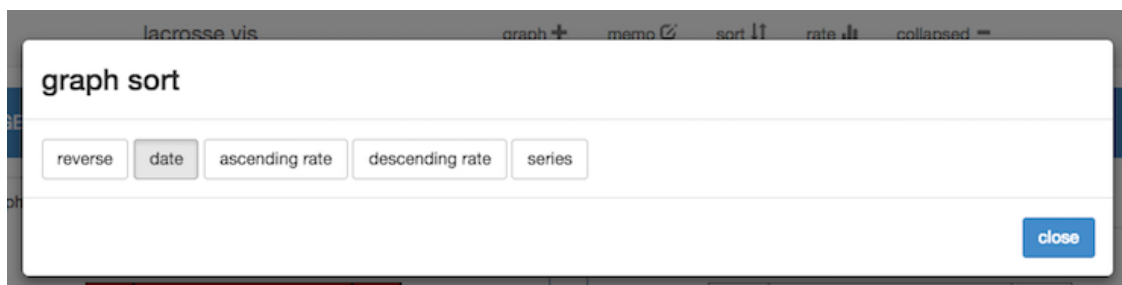 lacrosse vis graph memo sort rate collapsed
graph sort
reverse date ascending rate descending rate series
close